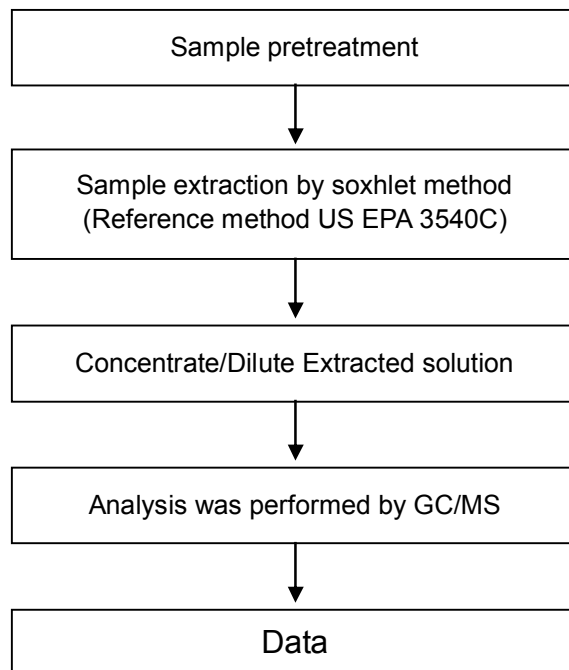 Sample pretreatment
Sample extraction by soxhlet method
(Reference method US EPA 3540C)
Concentrate/Dilute Extracted solution
Analysis was performed by GC/MS
Data